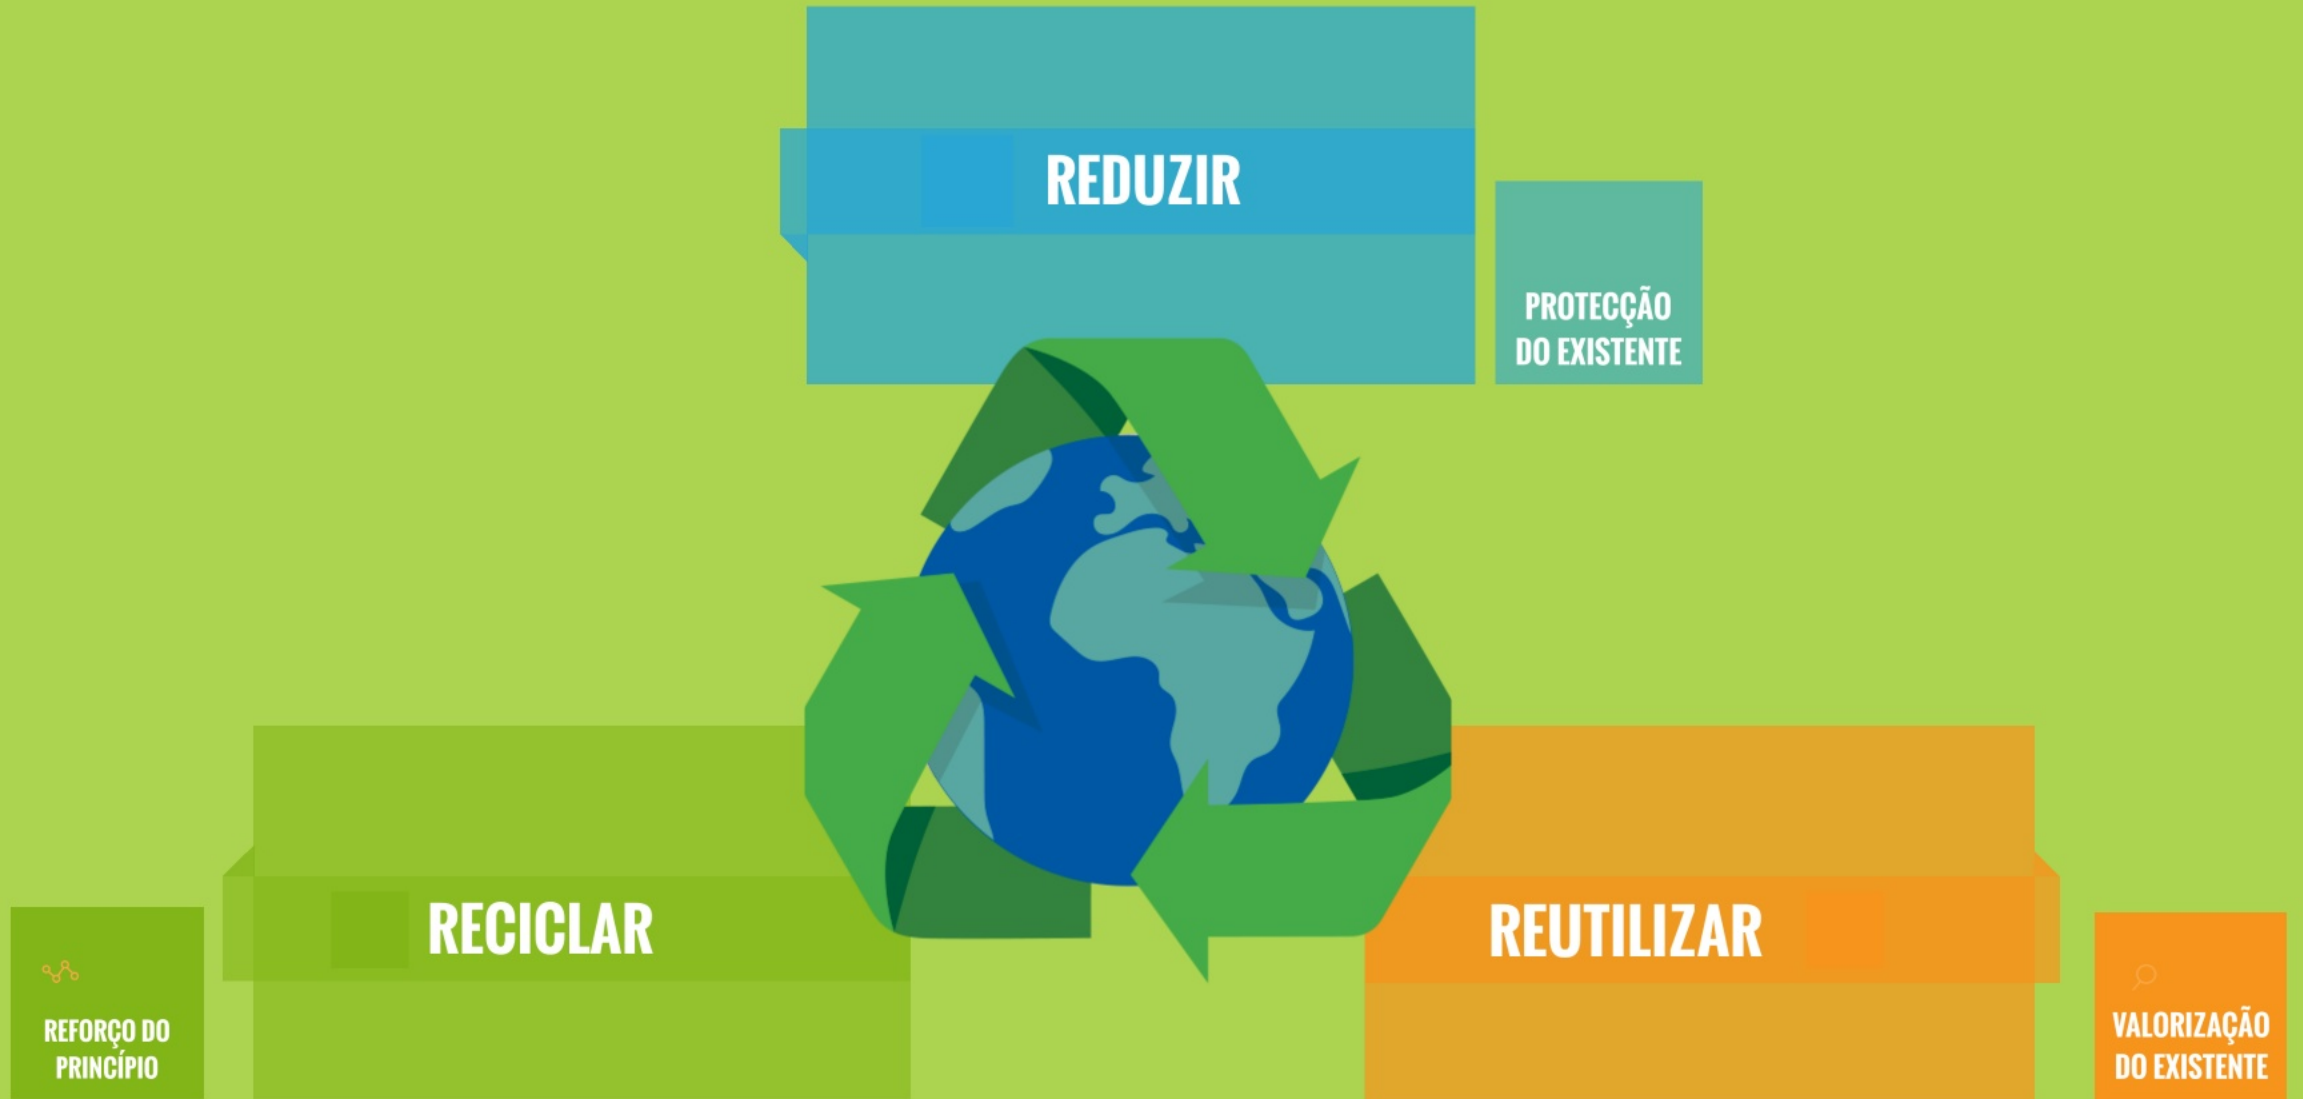 REDUZIR
PROTECÇÃO
DO EXISTENTE
RECICLAR
REUTILIZAR
REFORÇO DO
PRINCÍPIO
VALORIZAÇÃO
DO EXISTENTE